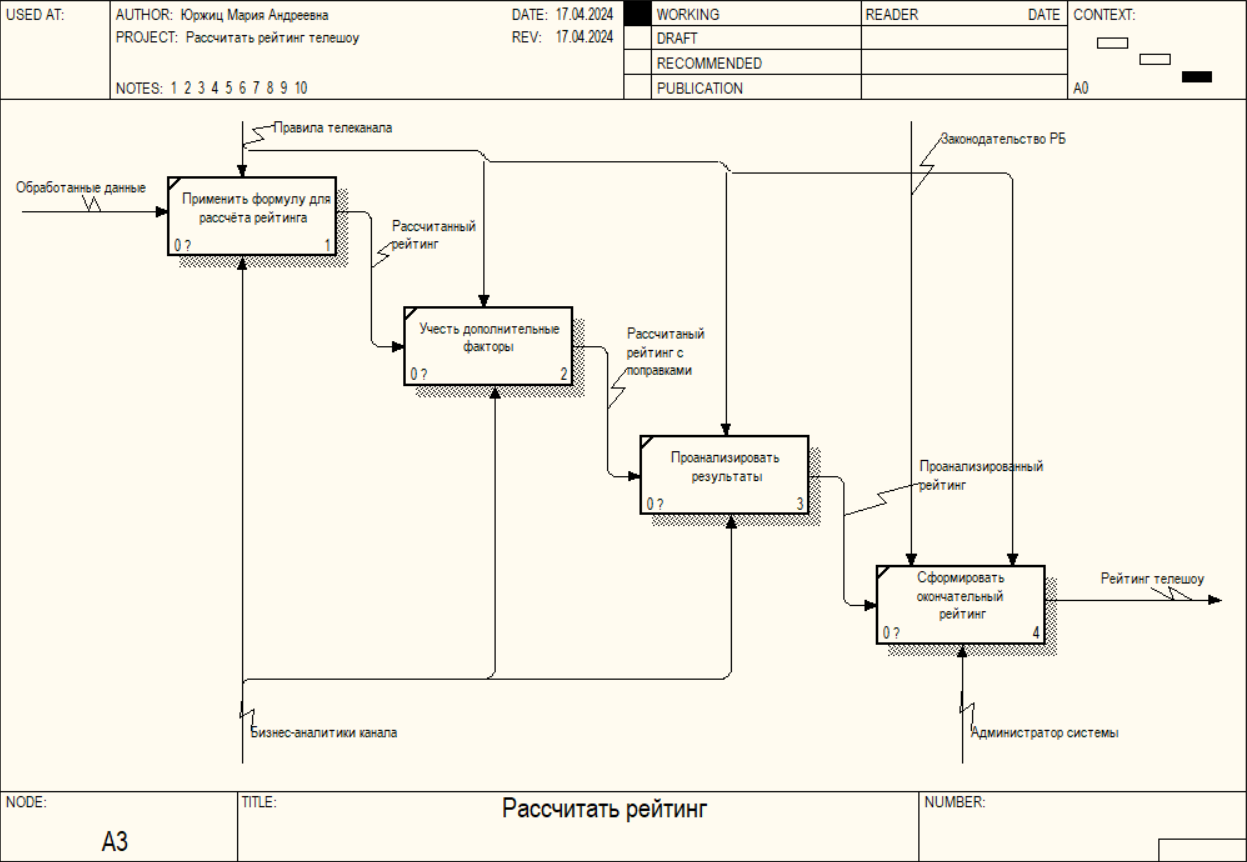 USED AT:
AUTHOR: Юржиц Мария Андреевна
DATE: 17.04.2024
PROJECT: Рассчитать рейтинг телешоу
REV: 17.04.2024
NOTES: 1 2 3 4 5 6 7 8 9 10
WORKING
DRAFT
RECOMMENDED
PUBLICATION
READER
DATE
CONTEXT:
A0
Правила телеканала
Законодательство РБ
Обработанные данные
Применить формулу для
рассчёта рейтинга
0 ?
1
Рассчитанный
рейтинг
Учесть дополнительные
факторы
0 ?
2
Рассчитаный
рейтинг с
поправками
Проанализировать
результаты
0 ?
3
Проанализированный
рейтинг
Сформировать
окончательный
рейтинг
0 ?
4
Рейтинг телешоу
Бизнес-аналитики канала
Администратор системы
NODE:
A3
TITLE:
Рассчитать рейтинг
NUMBER: